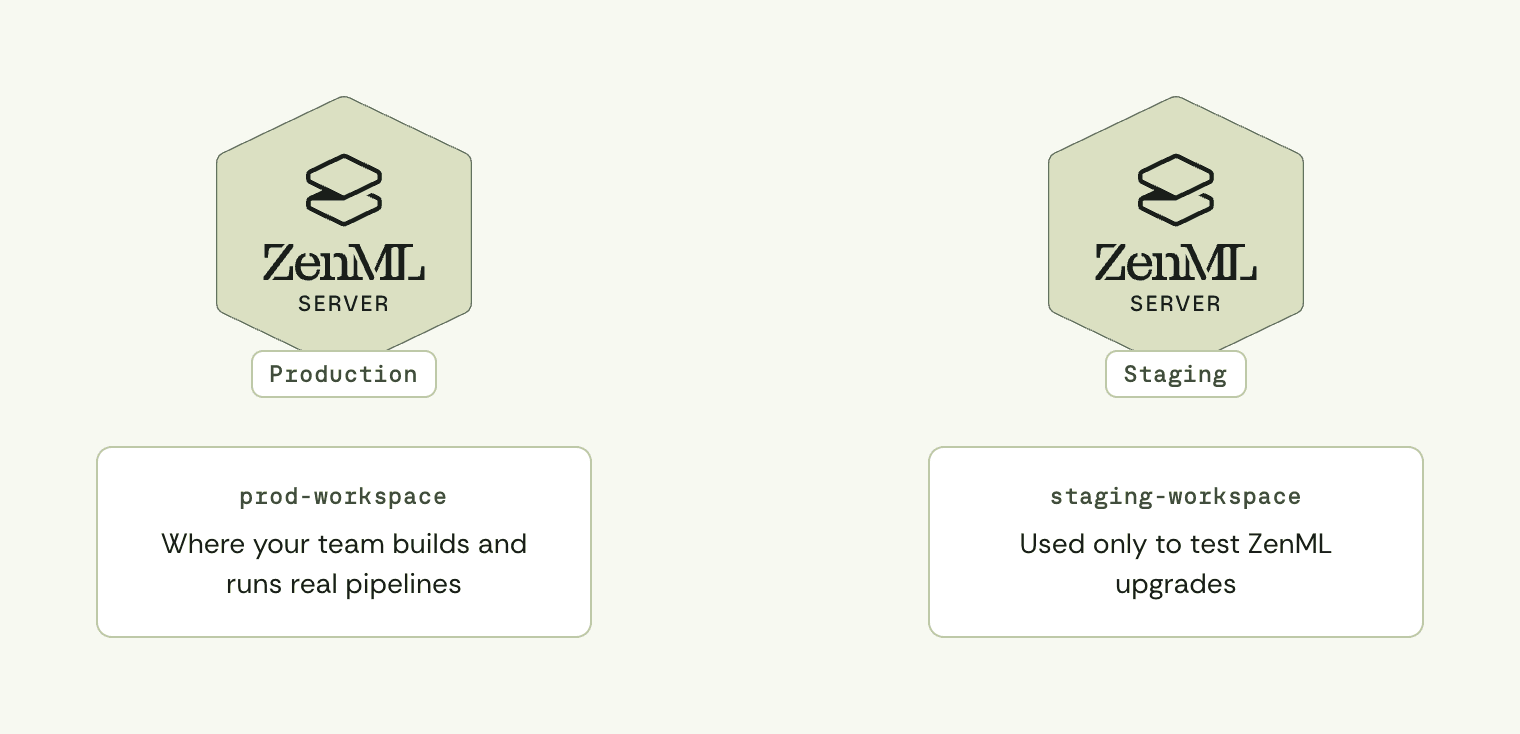 ZenML
SERVER
Production
prod-workspace
Where your team builds and
runs real pipelines
ZenML
SERVER
Staging
staging-workspace
Used only to test ZenML
upgrades